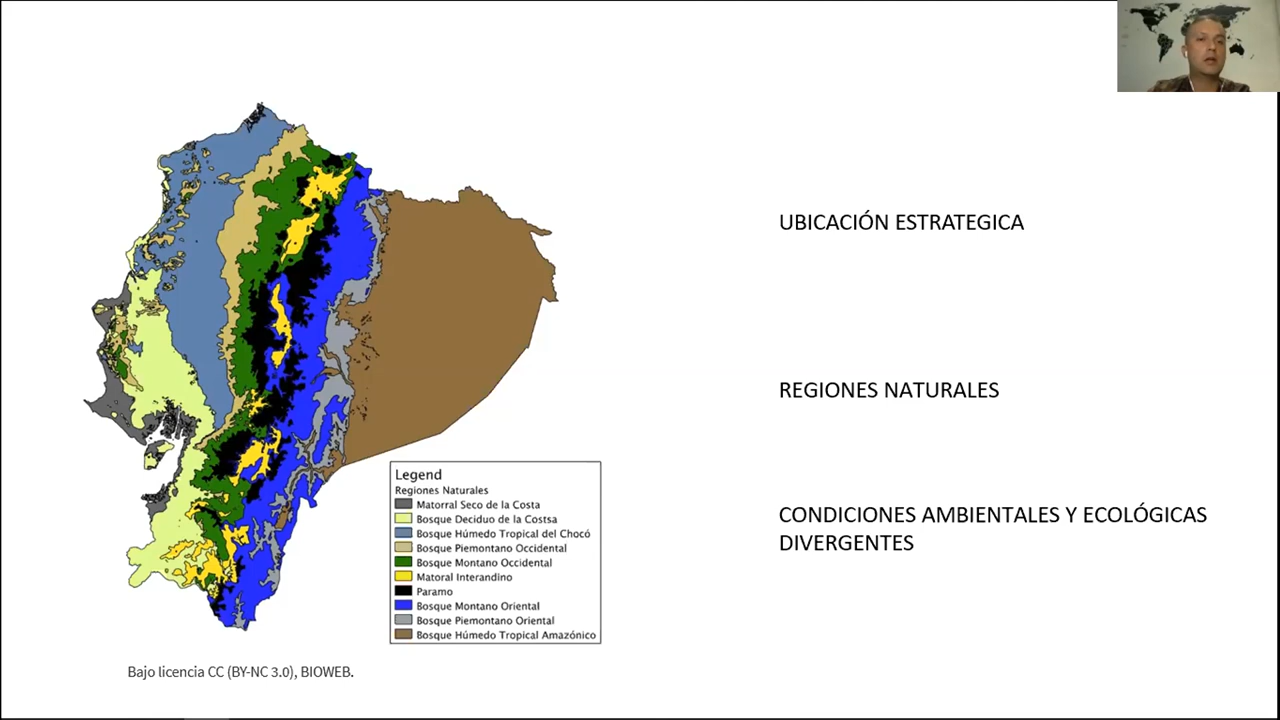 UBICACIÓN ESTRATEGICA
REGIONES NATURALES
CONDICIONES AMBIENTALES Y ECOLÓGICAS
DIVERGENTES
Legend
Regiones Naturales
Matorral Seco de la Costa
Bosque Deciduo de la Costsa
Bosque Húmedo Tropical del Chocó
Bosque Piemontano Occidental
Bosque Montano Occidental
Matoral Interandino
Paramo
Bosque Montano Oriental
Bosque Piemontano Oriental
Bosque Húmedo Tropical Amazónico
Bajo licencia CC (BY-NC 3.0), BIOWEB.